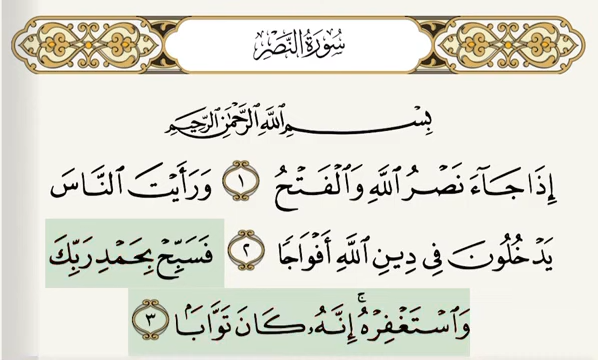 سُورَةُ النَّصْرِ
بِسْمِ ٱللَّهِ ٱلرَّحْمَٰنِ ٱلرَّحِيمِ
إِذَا جَآءَ نَصْرُ ٱللَّهِ وَٱلْفَتْحُ ١ وَرَأَيْتَ ٱلنَّاسَ
يَدْخُلُونَ فِى دِينِ ٱللَّهِ أَفْوَاجًا ٢ فَسَبِّحْ بِحَمْدِ رَبِّكَ
وَٱسْتَغْفِرْهُ ۚ إِنَّهُۥ كَانَ تَوَّابًۢا ٣